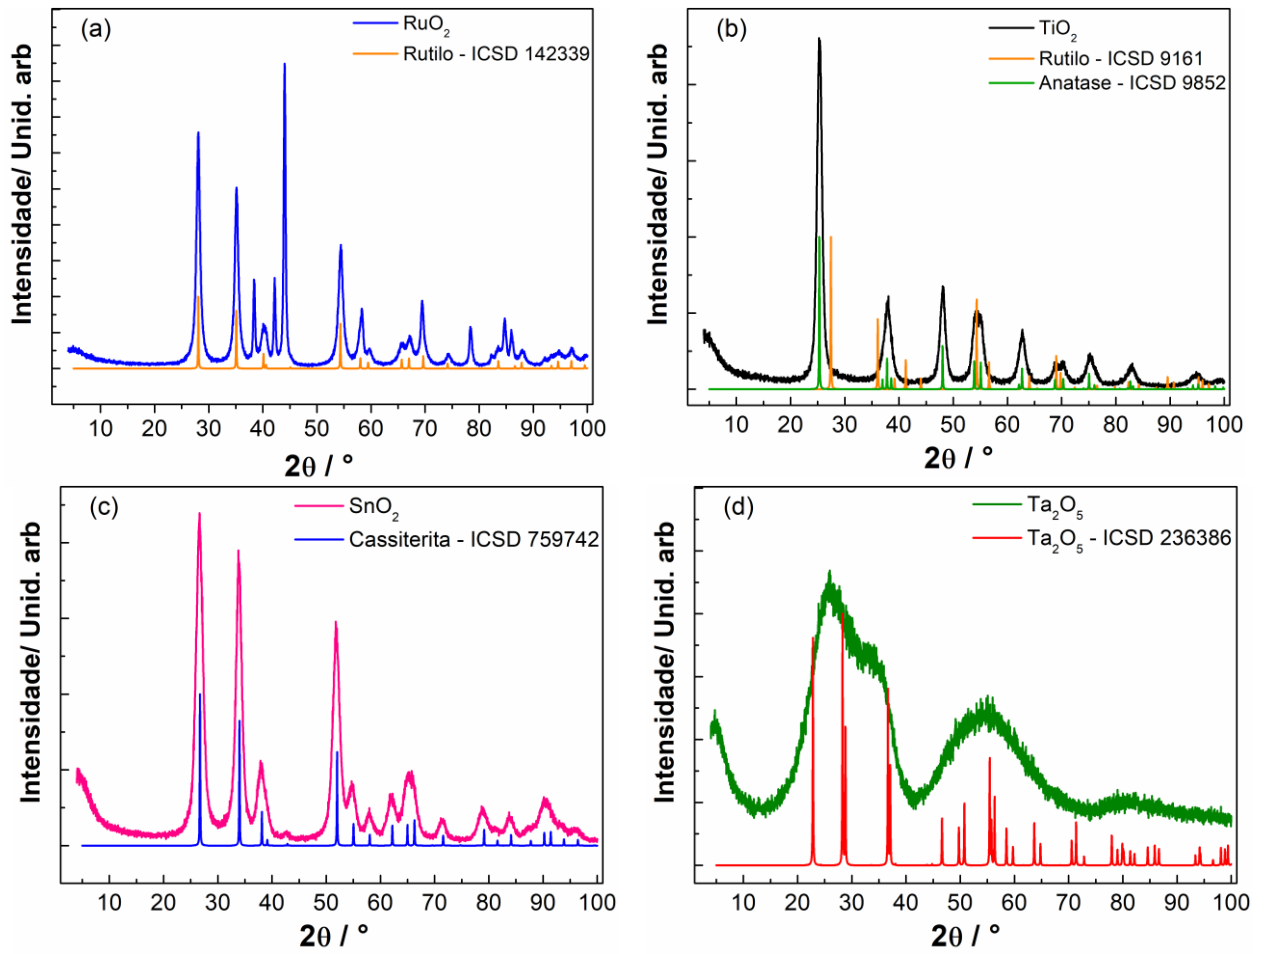 (a)
RuO2
Rutilo - ICSD 142339
Intensidade/ Unid. arb
10 20 30 40 50 60 70 80 90 100
2θ / °
(b)
TiO2
Rutilo - ICSD 9161
Anatase - ICSD 9852
Intensidade/ Unid. arb
10 20 30 40 50 60 70 80 90 100
2θ / °
(c)
SnO2
Cassiterita - ICSD 759742
Intensidade/ Unid. arb
10 20 30 40 50 60 70 80 90 100
2θ / °
(d)
Ta2O5
Ta2O5 - ICSD 236386
Intensidade/ Unid. arb
10 20 30 40 50 60 70 80 90 100
2θ / °